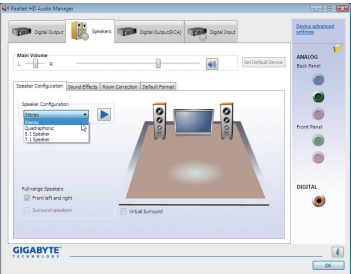 Realtek HD Audio Manager
Digital Output
Speakers
Digital Output(RCA)
Digital Input
Device advanced
settings
Main Volume
L
R
Set Default Device
ANALOG
Back Panel
Speaker Configuration
Sound Effects
Room Correction
Default Format
Speaker Configuration
Stereo
Stereo
Quadraphonic
5.1 Speaker
7.1 Speaker
Front Panel
Full-range Speakers
Front left and right
Surround speakers
Virtual Surround
DIGITAL
GIGABYTE
TECHNOLOGY
OK